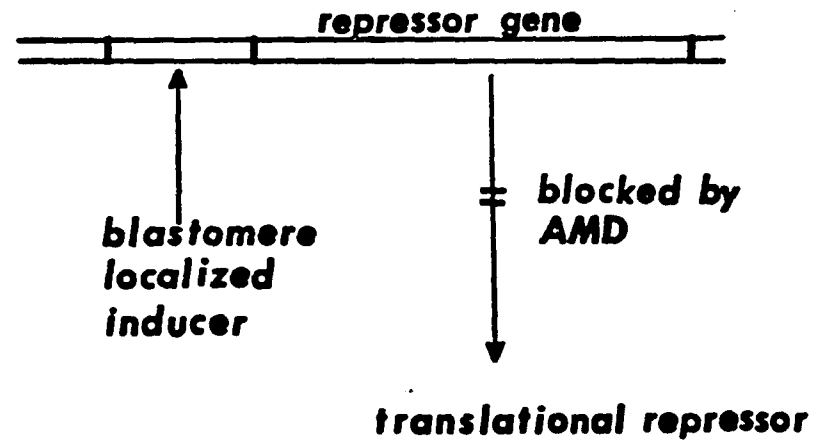 repressor gene
blastomere
localized
inducer
blocked by
AMD
translational repressor